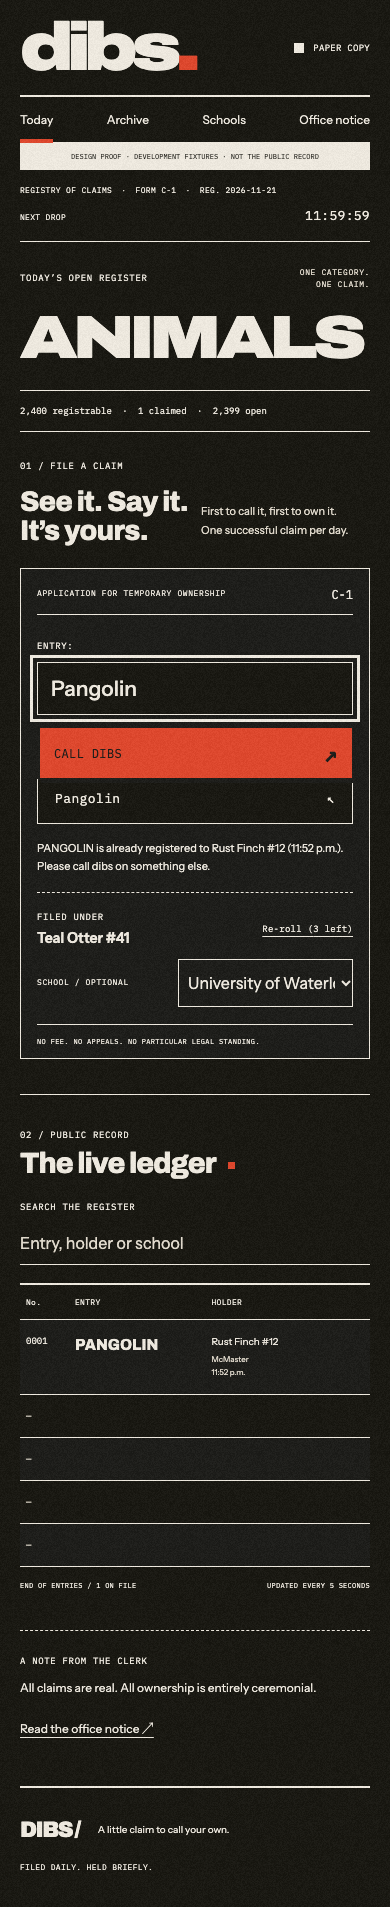 dibs.
PAPER COPY
Today Archive Schools Office notice
DESIGN PROOF · DEVELOPMENT FIXTURES · NOT THE PUBLIC RECORD
REGISTRY OF CLAIMS · FORM C-1 · REG. 2026-11-21
NEXT DROP 11:59:59
TODAY’S OPEN REGISTER
ONE CATEGORY.
ONE CLAIM.
ANIMALS
2,400 registrable · 1 claimed · 2,399 open
01 / FILE A CLAIM
See it. Say it.
It’s yours.
First to call it, first to own it.
One successful claim per day.
APPLICATION FOR TEMPORARY OWNERSHIP C-1
ENTRY:
Pangolin
CALL DIBS ↗
Pangolin ↖
PANGOLIN is already registered to Rust Finch #12 (11:52 p.m.).
Please call dibs on something else.
FILED UNDER
Teal Otter #41
Re-roll (3 left)
SCHOOL / OPTIONAL
University of Waterl
NO FEE. NO APPEALS. NO PARTICULAR LEGAL STANDING.
02 / PUBLIC RECORD
The live ledger
SEARCH THE REGISTER
Entry, holder or school
No. ENTRY HOLDER
0001 PANGOLIN Rust Finch #12
McMaster
11:52 p.m.
—
—
—
—
END OF ENTRIES / 1 ON FILE UPDATED EVERY 5 SECONDS
A NOTE FROM THE CLERK
All claims are real. All ownership is entirely ceremonial.
Read the office notice ↗
DIBS/ A little claim to call your own.
FILED DAILY. HELD BRIEFLY.